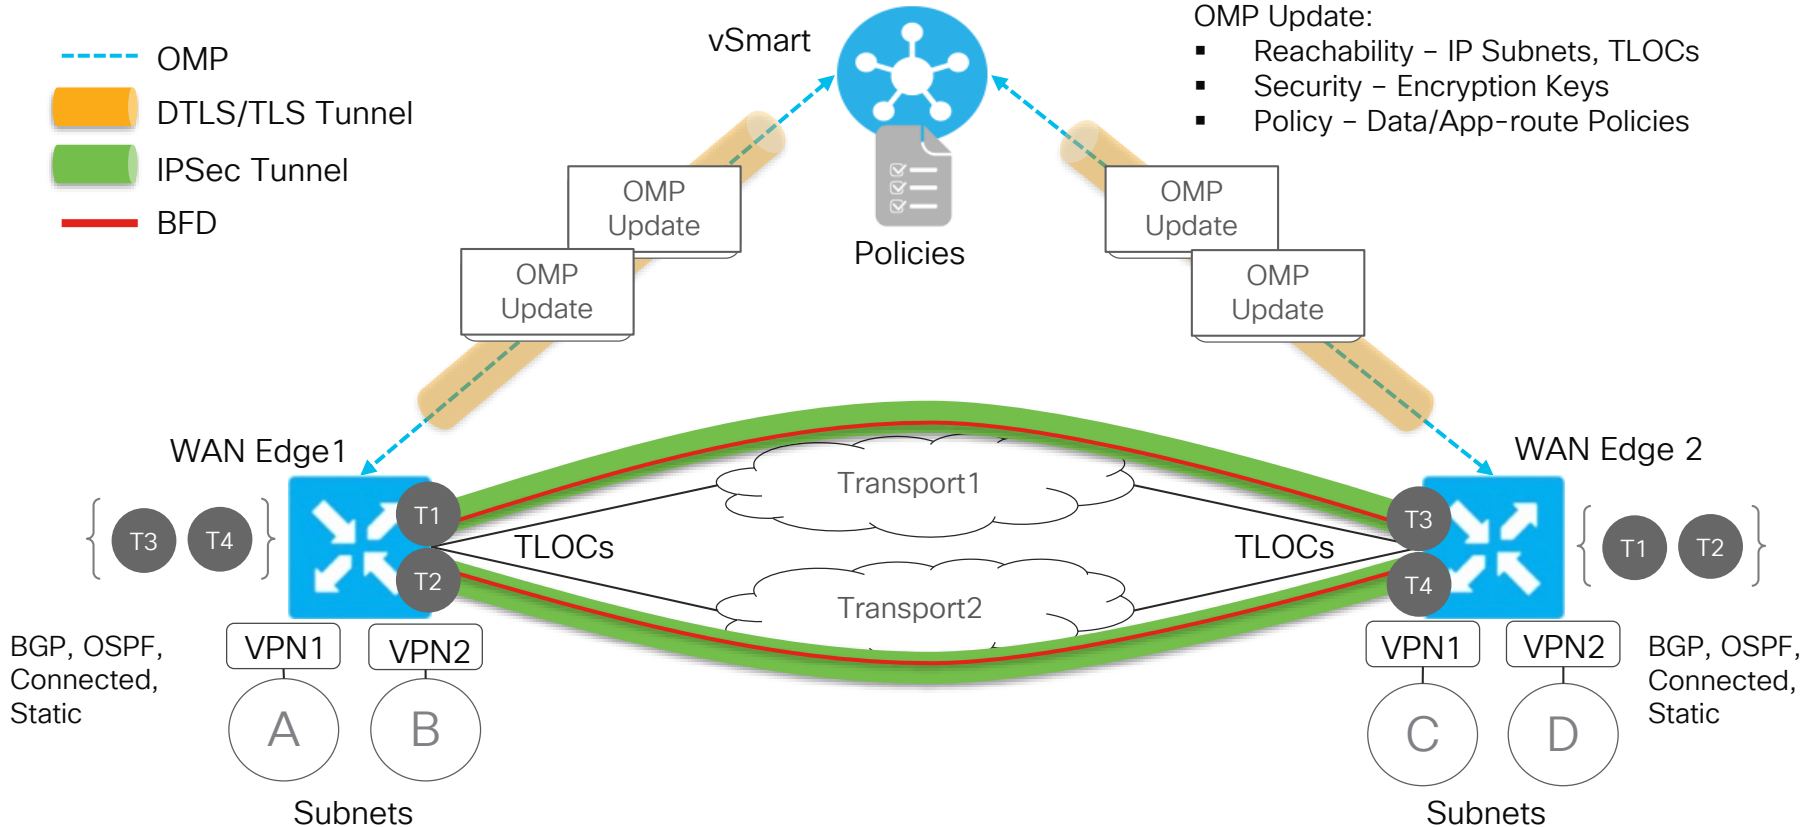 OMP
DTLS/TLS Tunnel
IPSec Tunnel
BFD
vSmart
Policies
OMP Update:
▪ Reachability – IP Subnets, TLOCs
▪ Security – Encryption Keys
▪ Policy – Data/App-route Policies
OMP
Update
OMP
Update
OMP
Update
OMP
Update
WAN Edge1
WAN Edge 2
T3
T4
T1
T2
TLOCs
Transport1
Transport2
TLOCs
T3
T4
T1
T2
BGP, OSPF,
Connected,
Static
VPN1
VPN2
A
B
Subnets
VPN1
VPN2
C
D
Subnets
BGP, OSPF,
Connected,
Static